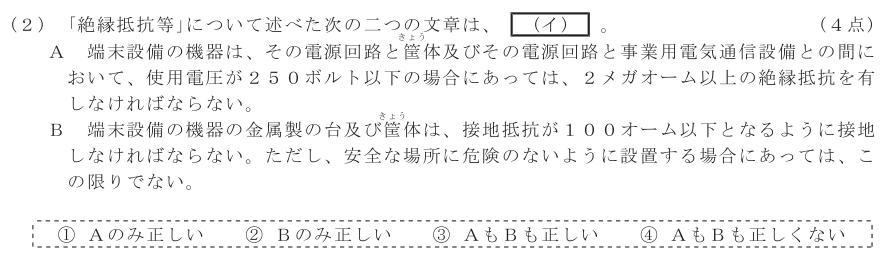 (２) 「絶縁抵抗等」について述べた次の二つの文章は、 (イ) 。 (４点)
Ａ 端末設備の機器は、その電源回路と筐体及びその電源回路と事業用電気通信設備との間に
きょう
おいて、使用電圧が２５０ボルト以下の場合にあっては、２メガオーム以上の絶縁抵抗を有
しなければならない。
Ｂ 端末設備の機器の金属製の台及び筐体は、接地抵抗が１００オーム以下となるように接地
きょう
しなければならない。ただし、安全な場所に危険のないように設置する場合にあっては、こ
の限りでない。
① Ａのみ正しい ② Ｂのみ正しい ③ ＡもＢも正しい ④ ＡもＢも正しくない